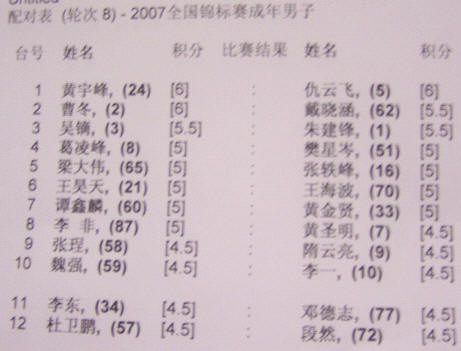 Untitled
配对表 (轮次 8) - 2007全国锦标赛成年男子
台号 姓名 积分 比赛结果 姓名 积分
1 黄宇峰, (24) [6] : 仇云飞, (5) [6]
2 曹冬, (2) [6] : 戴晓涵, (62) [5.5]
3 吴镝, (3) [5.5] : 朱建锋, (1) [5.5]
4 葛凌峰, (8) [5] : 樊星岑, (51) [5]
5 梁大伟, (65) [5] : 张轶峰, (16) [5]
6 王昊天, (21) [5] : 王海波, (70) [5]
7 谭鑫麟, (60) [5] : 黄金贤, (33) [5]
8 李 非, (87) [5] : 黄圣明, (7) [4.5]
9 张珵, (58) [4.5] : 隋云亮, (9) [4.5]
10 魏强, (59) [4.5] : 李一, (10) [4.5]
11 李东, (34) [4.5] : 邓德志, (77) [4.5]
12 杜卫鹏, (57) [4.5] : 段然, (72) [4.5]